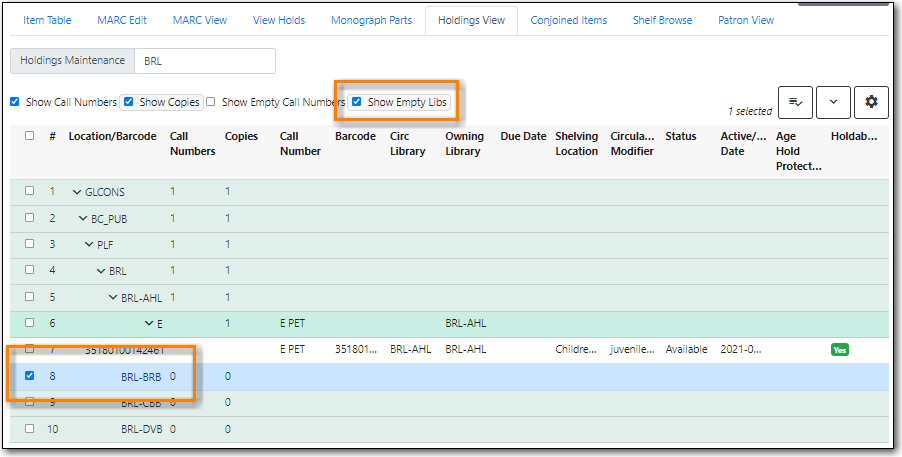 Item Table MARC Edit MARC View View Holds Monograph Parts Holdings View Conjoined Items Shelf Browse Patron View
Holdings Maintenance BRL
Show Call Numbers Show Copies Show Empty Call Numbers Show Empty Libs
1 selected
# Location/Barcode Call Numbers Copies Call Number Barcode Circ Library Owning Library Due Date Shelving Location Circula... Modifier Status Active/... Date Age Hold Protect... Holdab...
1 GLCONS 1 1
2 BC_PUB 1 1
3 PLF 1 1
4 BRL 1 1
5 BRL-AHL 1 1
6 E 1 E PET BRL-AHL
7 35180100142461 E PET 351801... BRL-AHL BRL-AHL Childre... juvenile... Available 2021-0... Yes
8 BRL-BRB 0 0
9 BRL-CBB 0 0
10 BRL-DVB 0 0